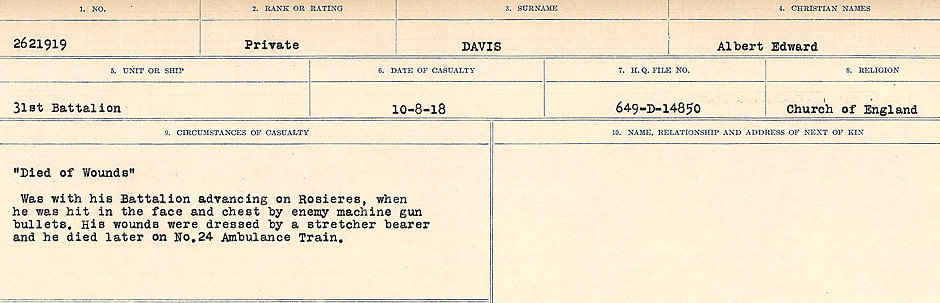 1. NO. 2. RANK OR RATING 3. SURNAME 4. CHRISTIAN NAMES
2621919 Private DAVIS Albert Edward
5. UNIT OR SHIP 6. DATE OF CASUALTY 7. H.Q. FILE NO. 8. RELIGION
31st Battalion 10-8-18 649-D-14850 Church of England
9. CIRCUMSTANCES OF CASUALTY 10. NAME, RELATIONSHIP AND ADDRESS OF NEXT OF KIN
"Died of Wounds"
Was with his Battalion advancing on Rosieres, when
he was hit in the face and chest by enemy machine gun
bullets. His wounds were dressed by a stretcher bearer
and he died later on No.24 Ambulance Train.